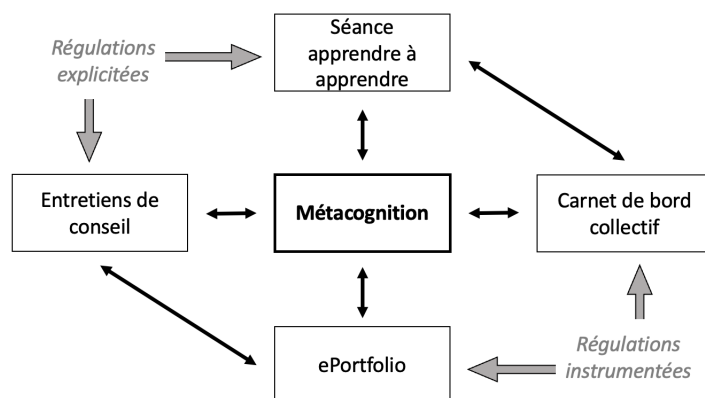 Séance
apprendre à
apprendre
Régulations
explicitées
Entretiens de
conseil
Métacognition
Carnet de bord
collectif
ePortfolio
Régulations
instrumentées